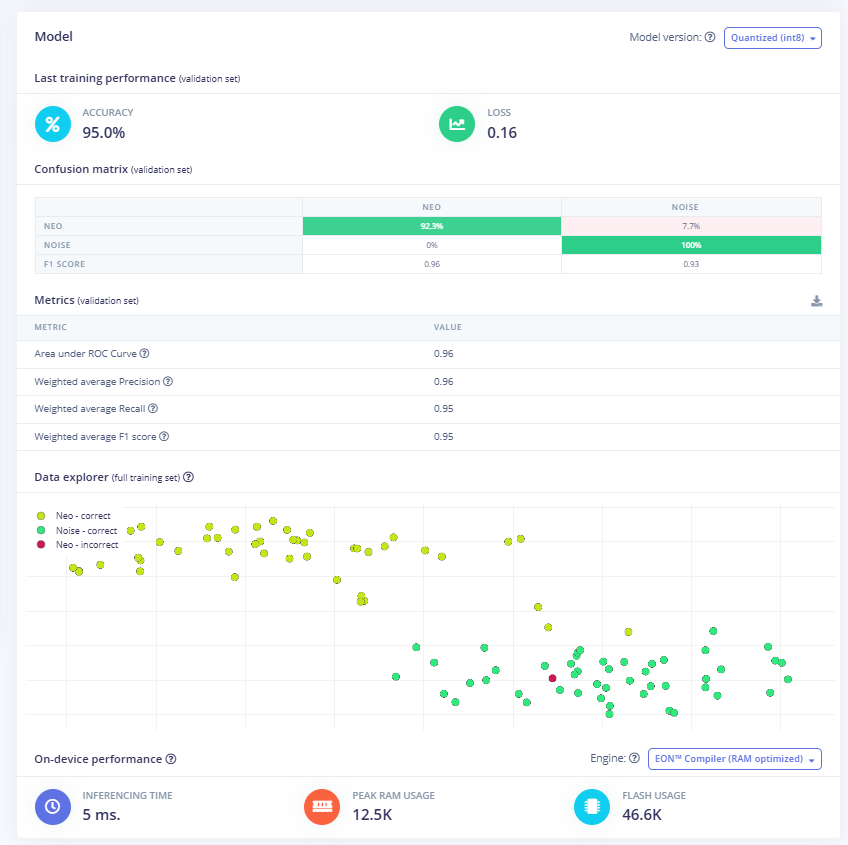 Model
Model version: Quantized (int8)
Last training performance (validation set)
ACCURACY
95.0%
LOSS
0.16
Confusion matrix (validation set)
NEO NOISE
NEO 92.3% 7.7%
NOISE 0% 100%
F1 SCORE 0.96 0.93
Metrics (validation set)
METRIC VALUE
Area under ROC Curve 0.96
Weighted average Precision 0.96
Weighted average Recall 0.95
Weighted average F1 score 0.95
Data explorer (full training set)
Neo - correct
Noise - correct
Neo - incorrect
On-device performance
Engine: EON™ Compiler (RAM optimized)
INFERENCING TIME
5 ms.
PEAK RAM USAGE
12.5K
FLASH USAGE
46.6K